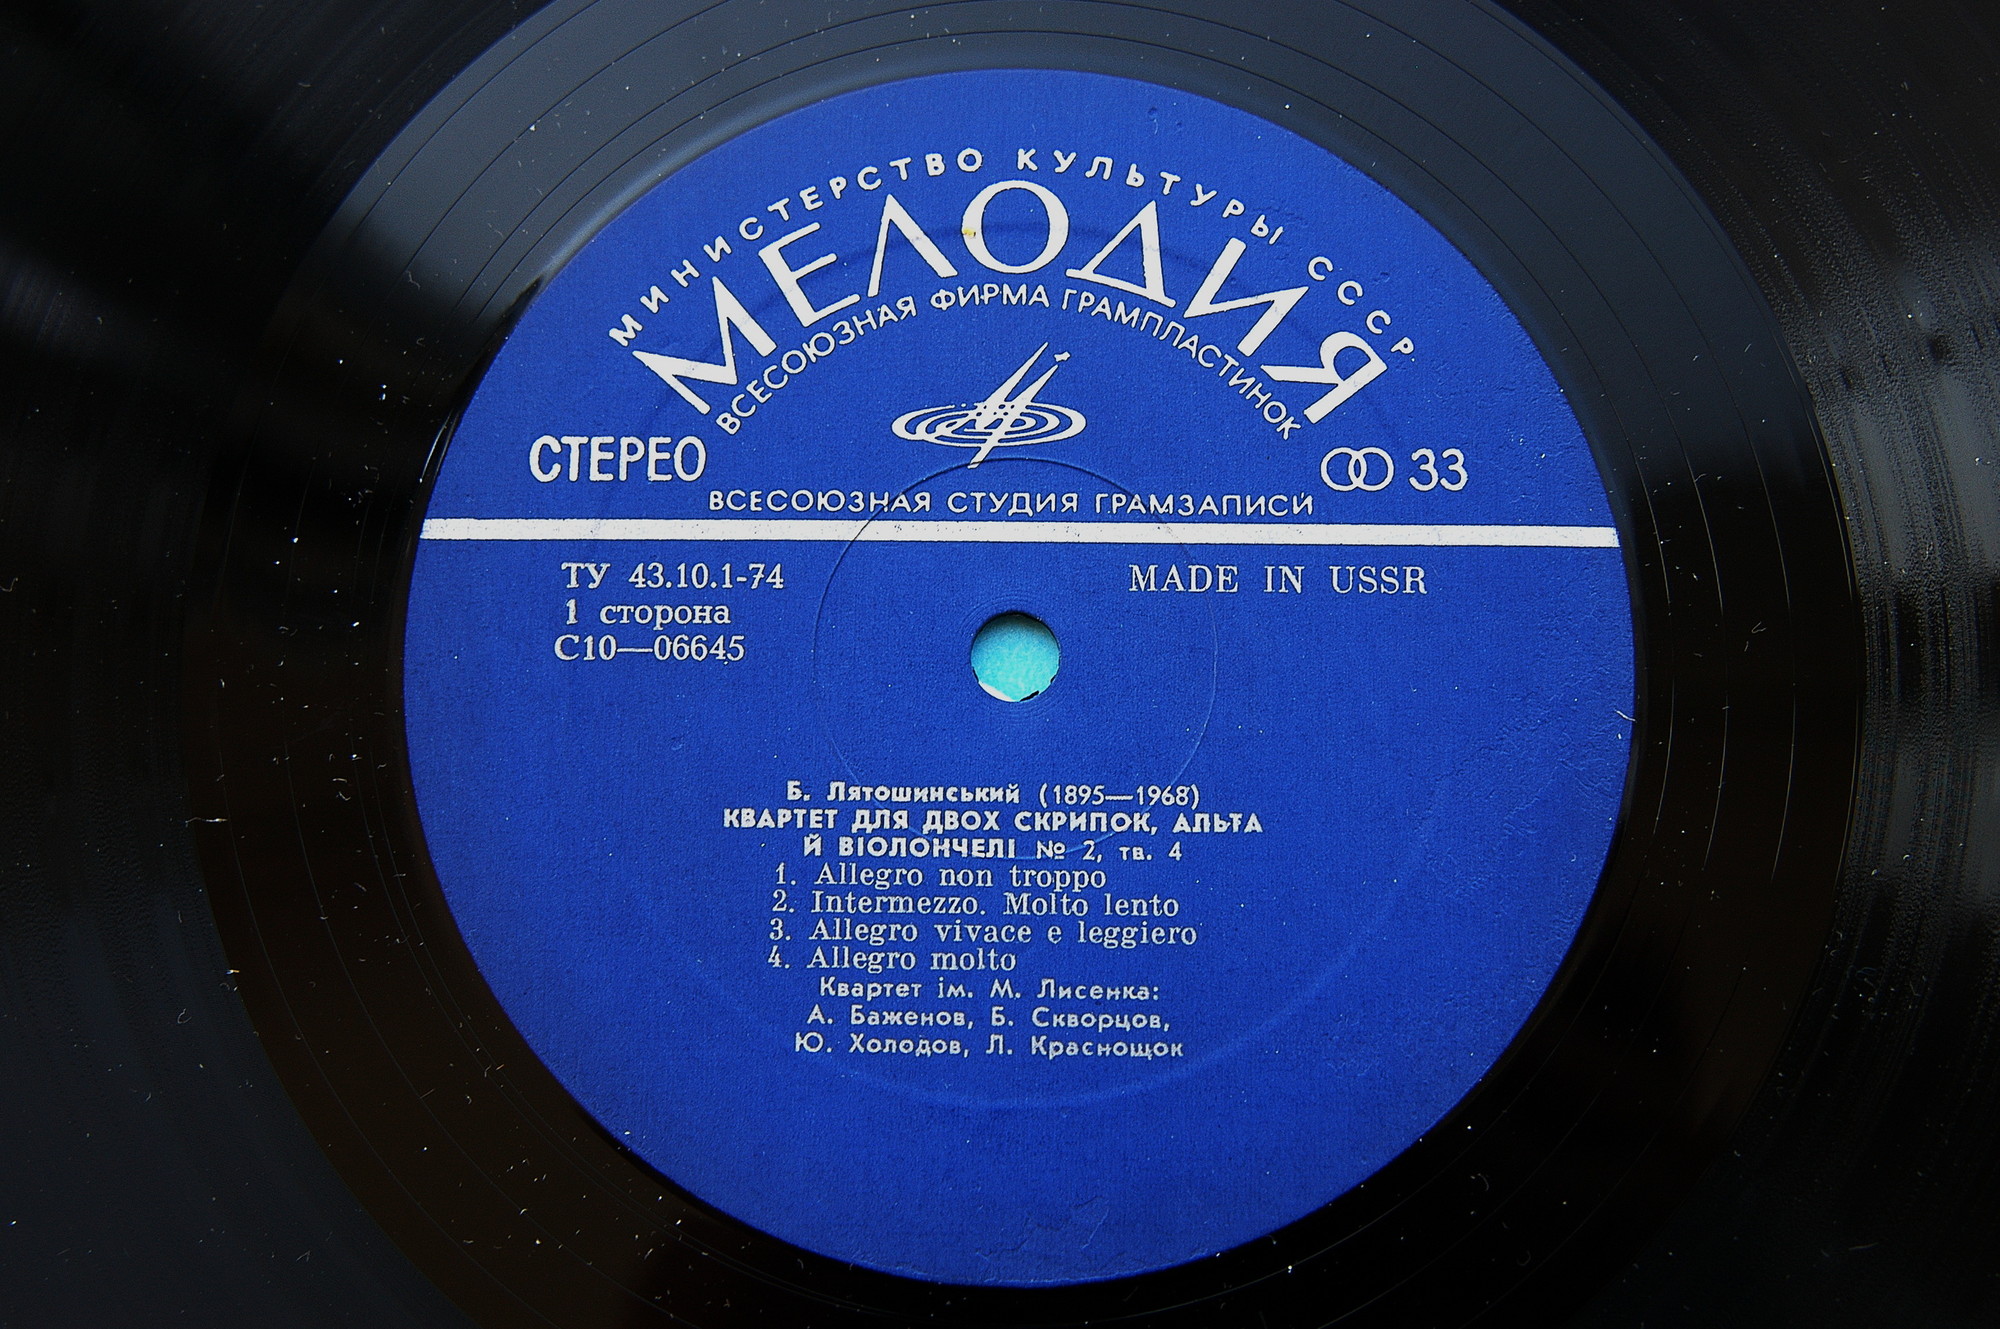 МИНИСТЕРСТВО КУЛЬТУРЫ СССР
МЕЛОДИЯ
ВСЕСОЮЗНАЯ ФИРМА ГРАМПЛАСТИНОК
СТЕРЕО
33
ВСЕСОЮЗНАЯ СТУДИЯ ГРАМЗАПИСИ
ТУ 43.10.1-74
MADE IN USSR
1 сторона
С10—06645
Б. Лятошинський (1895—1968)
КВАРТЕТ ДЛЯ ДВОХ СКРИПОК, АЛЬТА
Й ВІОЛОНЧЕЛІ № 2, тв. 4
1. Allegro non troppo
2. Intermezzo. Molto lento
3. Allegro vivace e leggiero
4. Allegro molto
Квартет ім. М. Лисенка:
А. Баженов, Б. Скворцов,
Ю. Холодов, Л. Краснощок